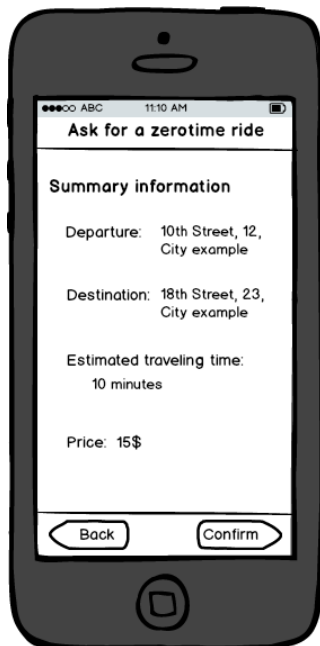 ABC 11:10 AM
Ask for a zerotime ride
Summary information
Departure: 10th Street, 12,
City example
Destination: 18th Street, 23,
City example
Estimated traveling time:
10 minutes
Price: 15$
Back Confirm